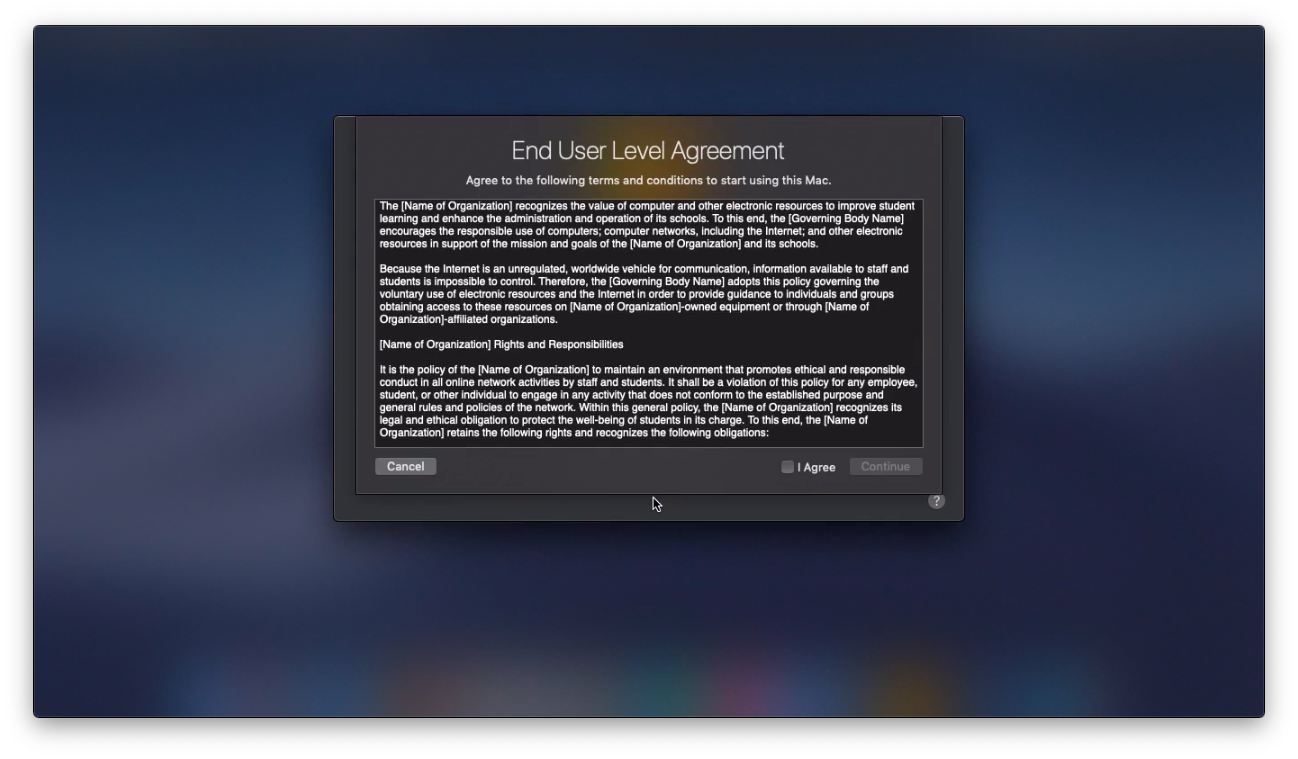 End User Level Agreement
Agree to the following terms and conditions to start using this Mac.
The [Name of Organization] recognizes the value of computer and other electronic resources to improve student
learning and enhance the administration and operation of its schools. To this end, the [Governing Body Name]
encourages the responsible use of computers; computer networks, including the Internet; and other electronic
resources in support of the mission and goals of the [Name of Organization] and its schools.
Because the Internet is an unregulated, worldwide vehicle for communication, information available to staff and
students is impossible to control. Therefore, the [Governing Body Name] adopts this policy governing the
voluntary use of electronic resources and the Internet in order to provide guidance to individuals and groups
obtaining access to these resources on [Name of Organization]-owned equipment or through [Name of
Organization]-affiliated organizations.
[Name of Organization] Rights and Responsibilities
It is the policy of the [Name of Organization] to maintain an environment that promotes ethical and responsible
conduct in all online network activities by staff and students. It shall be a violation of this policy for any employee,
student, or other individual to engage in any activity that does not conform to the established purpose and
general rules and policies of the network. Within this general policy, the [Name of Organization] recognizes its
legal and ethical obligation to protect the well-being of students in its charge. To this end, the [Name of
Organization] retains the following rights and recognizes the following obligations:
Cancel
I Agree
Continue
?